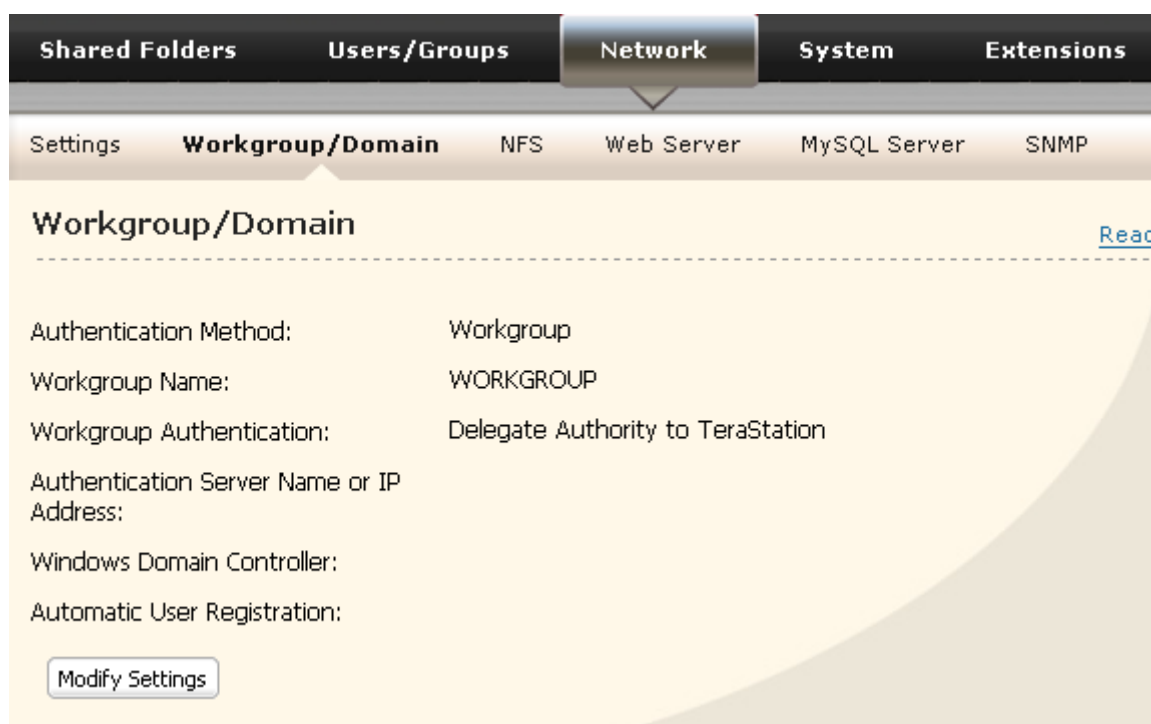 Shared Folders Users/Groups Network System Extensions
Settings Workgroup/Domain NFS Web Server MySQL Server SNMP
Workgroup/Domain
Authentication Method: Workgroup
Workgroup Name: WORKGROUP
Workgroup Authentication: Delegate Authority to TeraStation
Authentication Server Name or IP
Address:
Windows Domain Controller:
Automatic User Registration:
Modify Settings